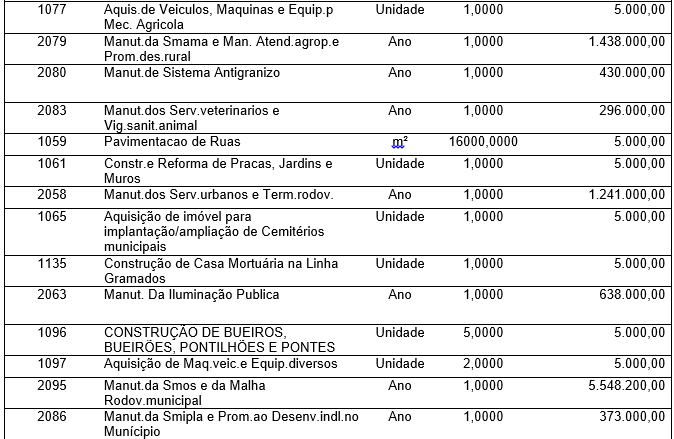 1077 Aquis.de Veiculos, Maquinas e Equip.p Unidade 1,0000 5.000,00
Mec. Agricola
2079 Manut.da Smama e Man. Atend.agrop.e Ano 1,0000 1.438.000,00
Prom.des.rural
2080 Manut.de Sistema Antigranizo Ano 1,0000 430.000,00
2083 Manut.dos Serv.veterinarios e Ano 1,0000 296.000,00
Vig.sanit.animal
1059 Pavimentacao de Ruas m² 16000,0000 5.000,00
1061 Constr.e Reforma de Pracas, Jardins e Unidade 1,0000 5.000,00
Muros
2058 Manut.dos Serv.urbanos e Term.rodov. Ano 1,0000 1.241.000,00
1065 Aquisição de imóvel para Unidade 1,0000 5.000,00
implantação/ampliação de Cemitérios
municipais
1135 Construção de Casa Mortuária na Linha Unidade 1,0000 5.000,00
Gramados
2063 Manut. Da Iluminação Publica Ano 1,0000 638.000,00
1096 CONSTRUÇÃO DE BUEIROS, Unidade 5,0000 5.000,00
BUEIRÕES, PONTILHÕES E PONTES
1097 Aquisição de Maq.veic.e Equip.diversos Unidade 2,0000 5.000,00
2095 Manut.da Smos e da Malha Ano 1,0000 5.548.200,00
Rodov.municipal
2086 Manut.da Smipla e Prom.ao Desenv.indl.no Ano 1,0000 373.000,00
Munícipio